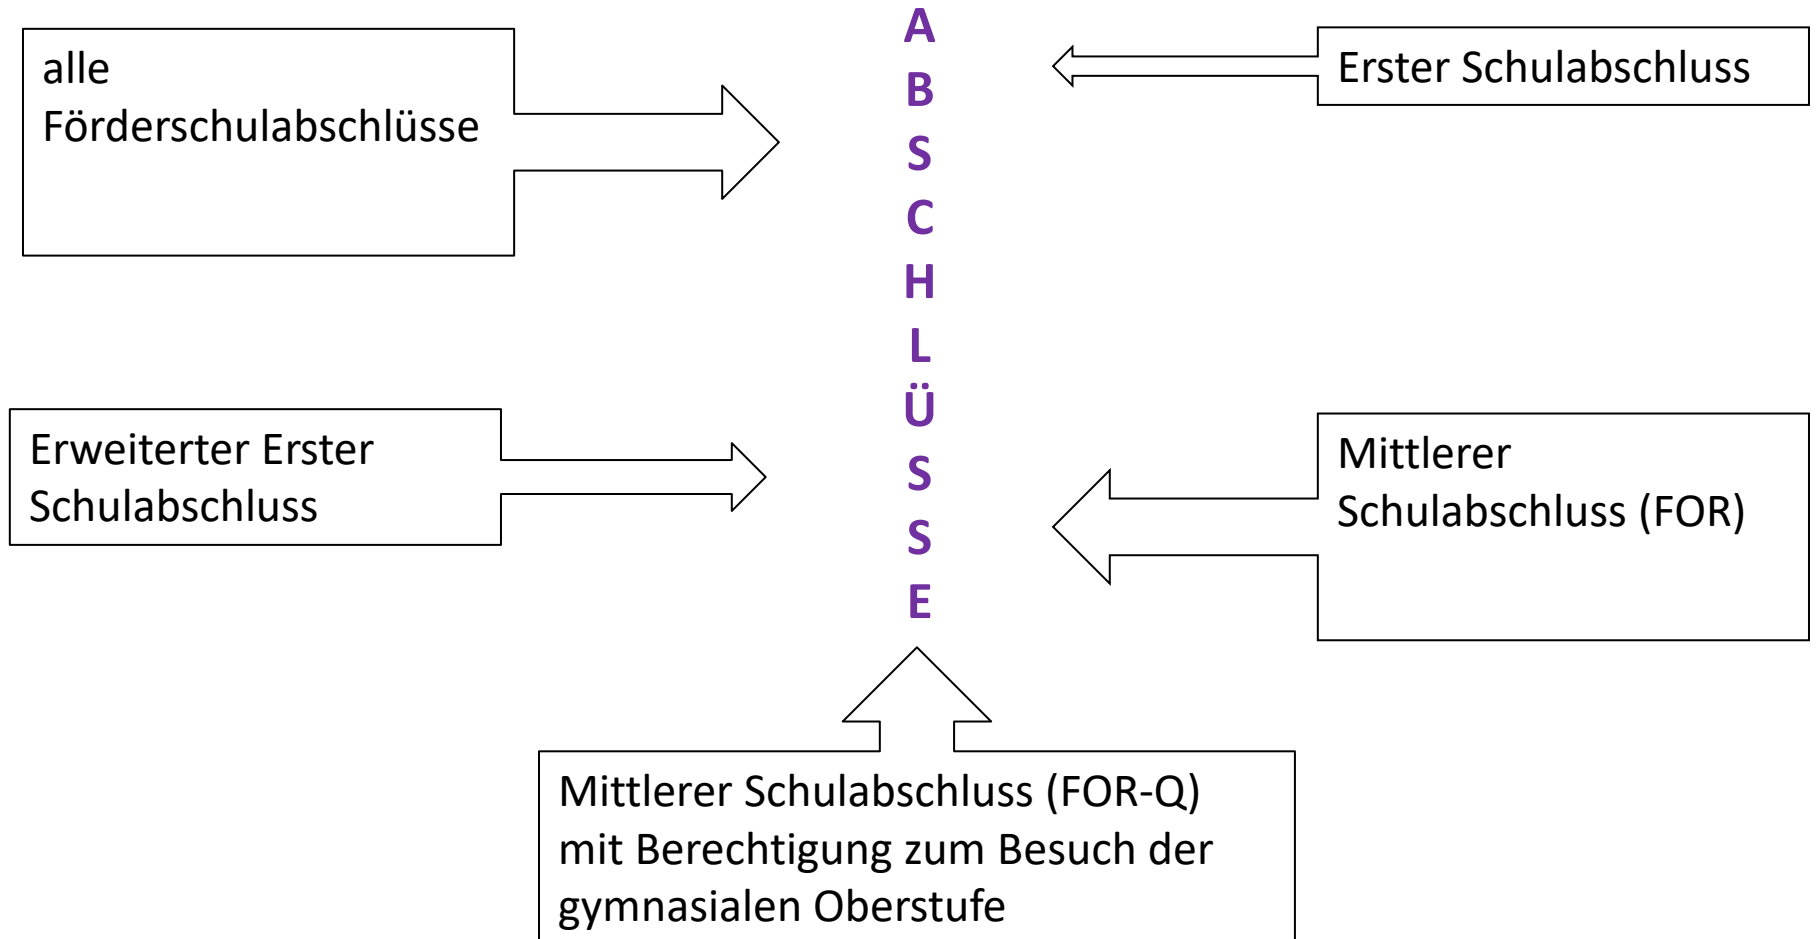 A
B
S
C
H
L
Ü
S
S
E
alle
Förderschulabschlüsse
Erster Schulabschluss
Erweiterter Erster
Schulabschluss
Mittlerer
Schulabschluss (FOR)
Mittlerer Schulabschluss (FOR-Q)
mit Berechtigung zum Besuch der
gymnasialen Oberstufe